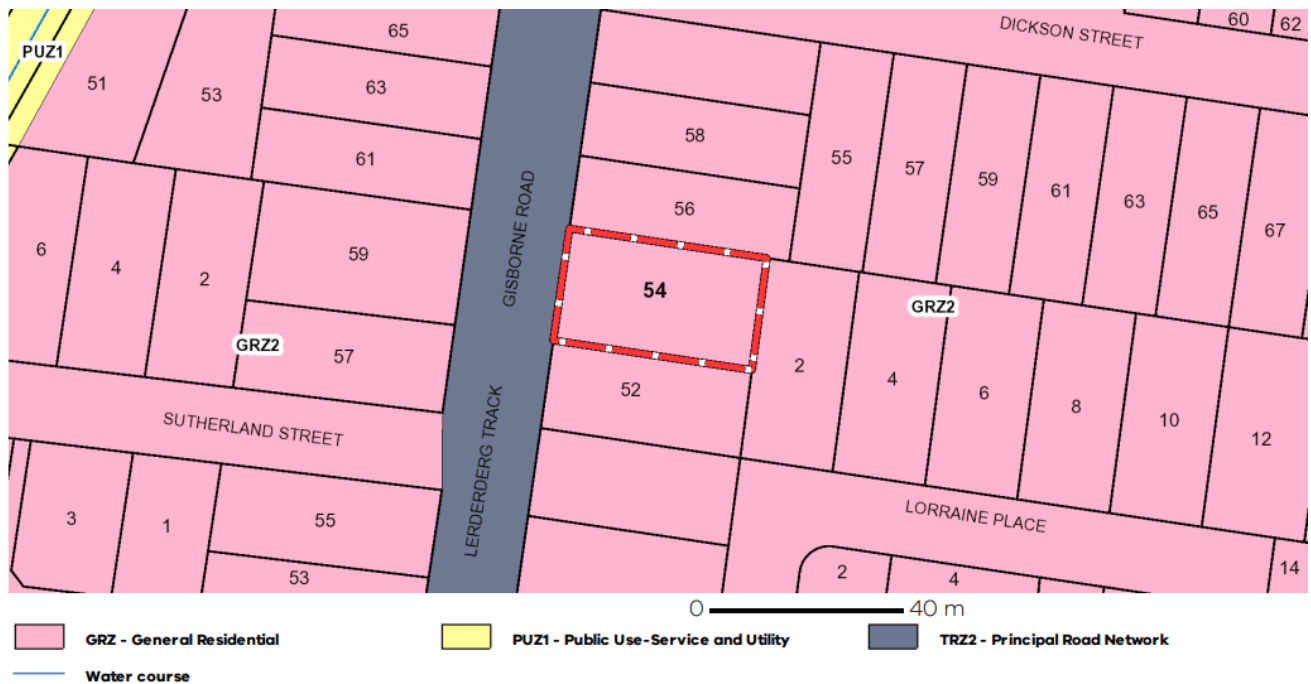 DICKSON STREET
60
62
65
PUZ1
51
53
63
61
58
55
57
59
61
63
65
67
56
GISBORNE ROAD
6
4
2
59
54
GRZ2
GRZ2
57
52
2
4
6
8
10
12
SUTHERLAND STREET
LERDERDERG TRACK
LORRAINE PLACE
3
1
55
53
2
4
14
0 40 m
GRZ - General Residential
PUZ1 - Public Use-Service and Utility
TRZ2 - Principal Road Network
Water course